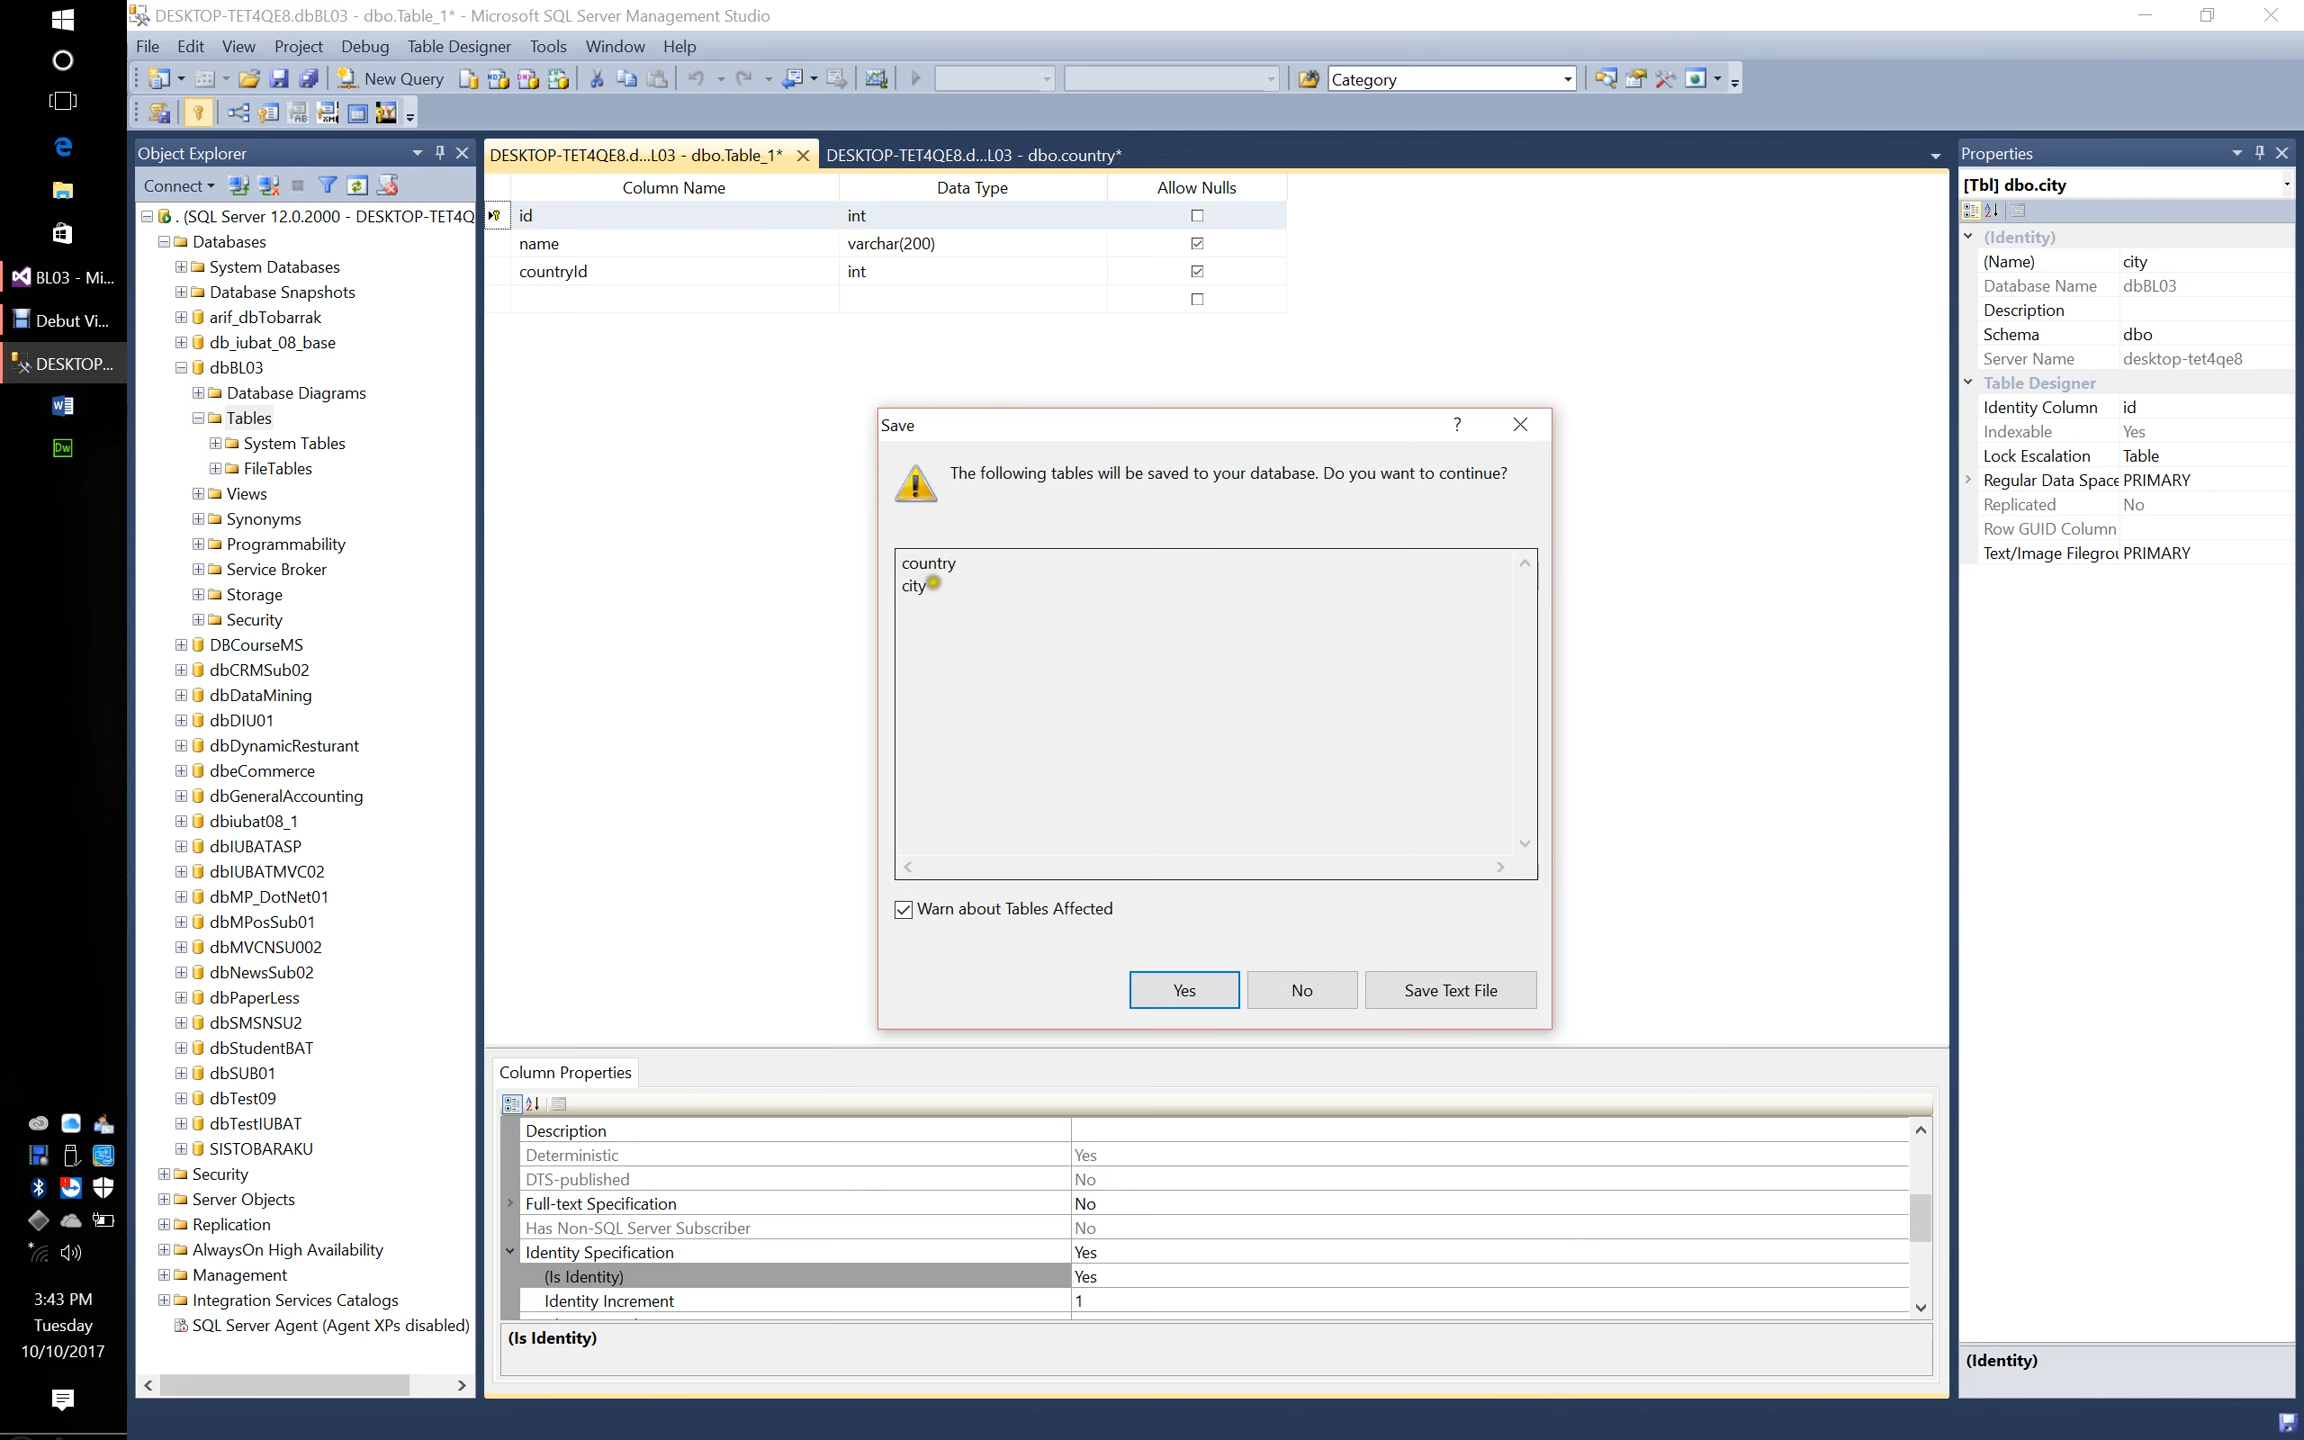 DESKTOP-TET4QE8.dbBL03 - dbo.Table_1* - Microsoft SQL Server Management Studio
File Edit View Project Debug Table Designer Tools Window Help
New Query
Category
Object Explorer
Connect
. (SQL Server 12.0.2000 - DESKTOP-TET4Q
Databases
System Databases
Database Snapshots
arif_dbTobarrak
db_iubat_08_base
dbBL03
Database Diagrams
Tables
System Tables
FileTables
Views
Synonyms
Programmability
Service Broker
Storage
Security
DBCourseMS
dbCRMSub02
dbDataMining
dbDIU01
dbDynamicResturant
dbeCommerce
dbGeneralAccounting
dbiubat08_1
dbIUBATASP
dbIUBATMVC02
dbMP_DotNet01
dbMPosSub01
dbMVCNSU002
dbNewsSub02
dbPaperLess
dbSMSNSU2
dbStudentBAT
dbSUB01
dbTest09
dbTestIUBAT
SISTOBARAKU
Security
Server Objects
Replication
AlwaysOn High Availability
Management
Integration Services Catalogs
SQL Server Agent (Agent XPs disabled)
DESKTOP-TET4QE8.d...L03 - dbo.Table_1* DESKTOP-TET4QE8.d...L03 - dbo.country*
Column Name Data Type Allow Nulls
id int
name varchar(200)
countryId int
Save
?
The following tables will be saved to your database. Do you want to continue?
country
city
Warn about Tables Affected
Yes No Save Text File
Column Properties
Description
Deterministic Yes
DTS-published No
Full-text Specification No
Has Non-SQL Server Subscriber No
Identity Specification Yes
(Is Identity) Yes
Identity Increment 1
(Is Identity)
Properties
[Tbl] dbo.city
(Identity)
(Name) city
Database Name dbBL03
Description
Schema dbo
Server Name desktop-tet4qe8
Table Designer
Identity Column id
Indexable Yes
Lock Escalation Table
Regular Data Space PRIMARY
Replicated No
Row GUID Column
Text/Image Filegrou PRIMARY
(Identity)
BL03 - Mi...
Debut Vi...
DESKTOP...
Dw
3:43 PM
Tuesday
10/10/2017